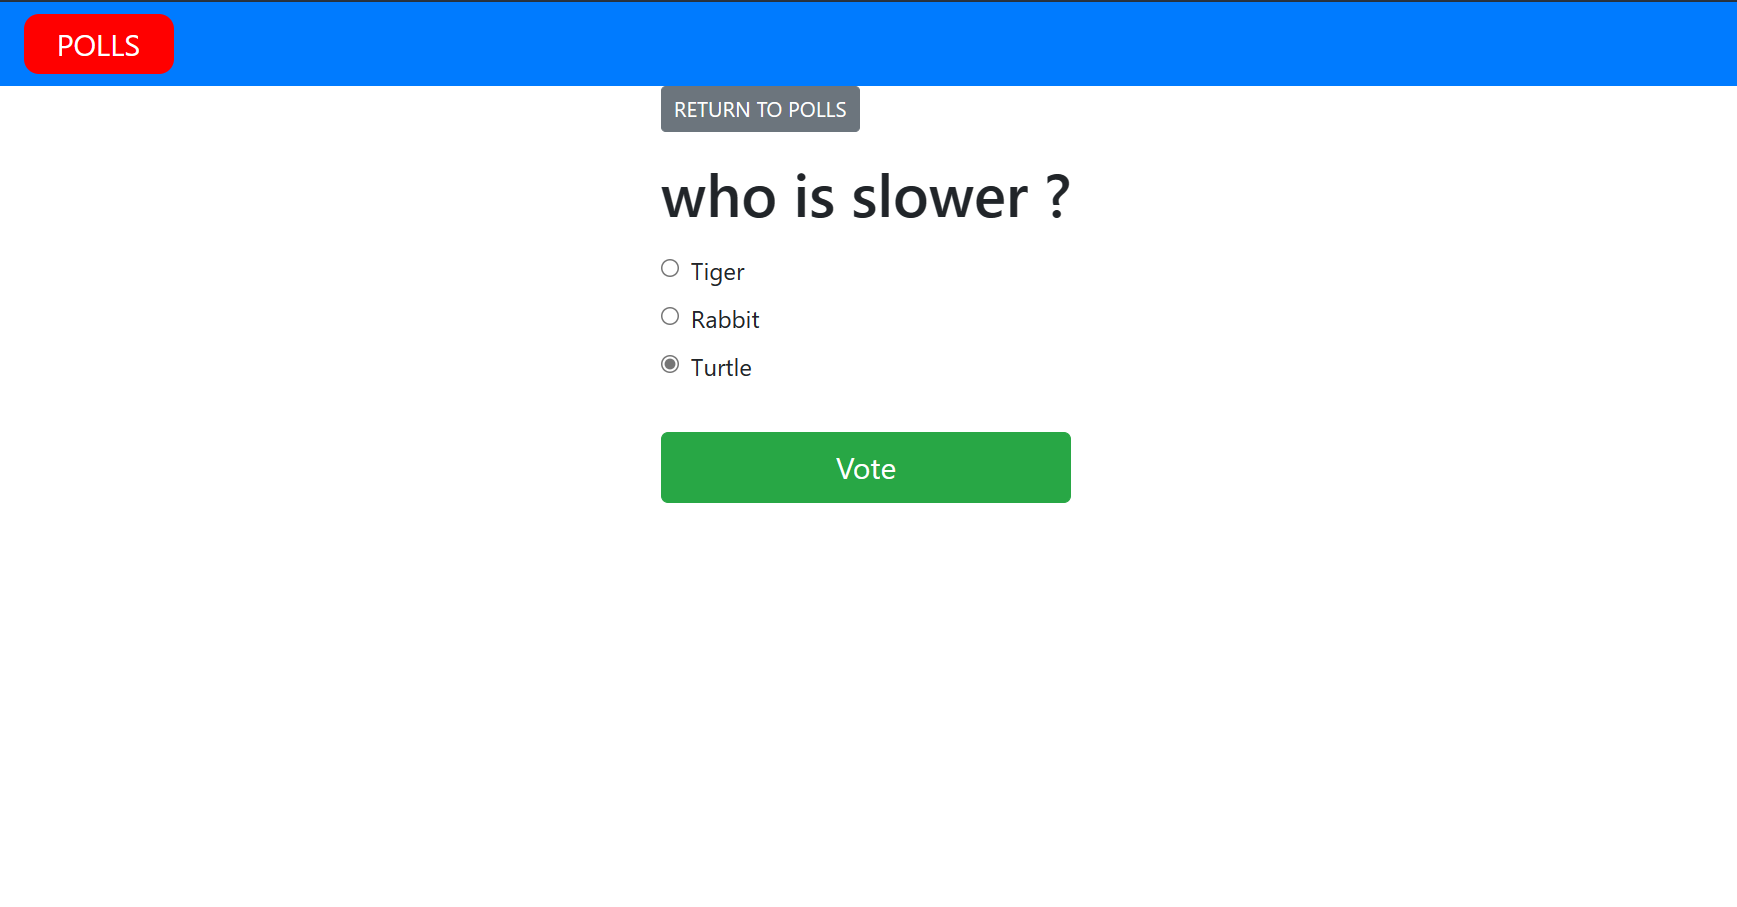 POLLS
RETURN TO POLLS
who is slower ?
Tiger
Rabbit
Turtle
Vote